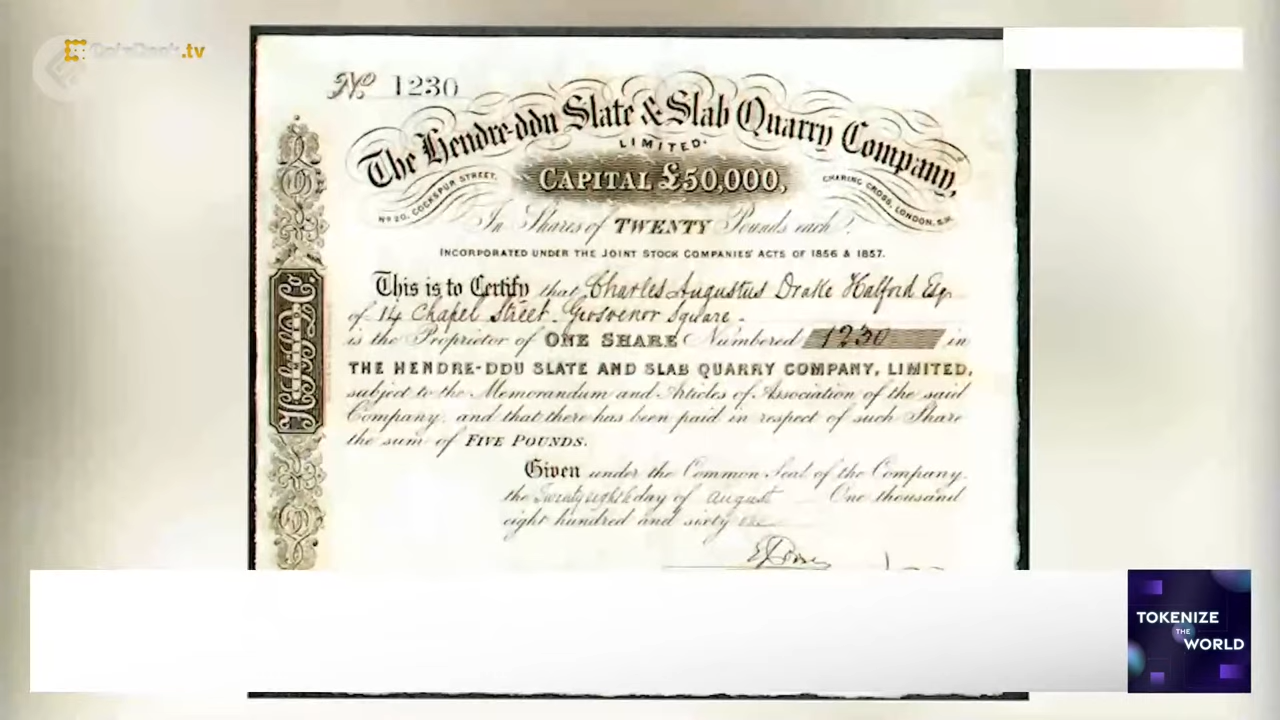 CoinDesk.tv
No. 1230
The Hendre-ddu Slate & Slab Quarry Company,
LIMITED.
No 20, COCKSPUR STREET,
CAPITAL £50,000,
CHARING CROSS, LONDON, S.W.
In Shares of TWENTY Pounds each.
INCORPORATED UNDER THE JOINT STOCK COMPANIES' ACTS OF 1856 & 1857.
This is to Certify that Charles Augustus Drake Halford Esq.
of 14 Chapel Street. Grosvenor Square.
is the Proprietor of ONE SHARE Numbered 1230 in
THE HENDRE-DDU SLATE AND SLAB QUARRY COMPANY, LIMITED,
subject to the Memorandum and Articles of Association of the said
Company, and that there has been paid in respect of such Share
the sum of FIVE POUNDS.
Given under the Common Seal of the Company
the Twenty eighth day of August One thousand
eight hundred and sixty one
TOKENIZE
THE
WORLD